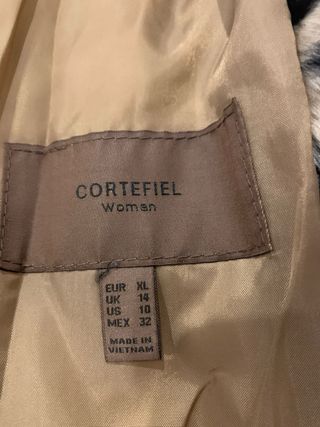 CORTEFIEL
Women
EUR XL
UK 14
US 10
MEX 32
MADE IN
VIETNAM